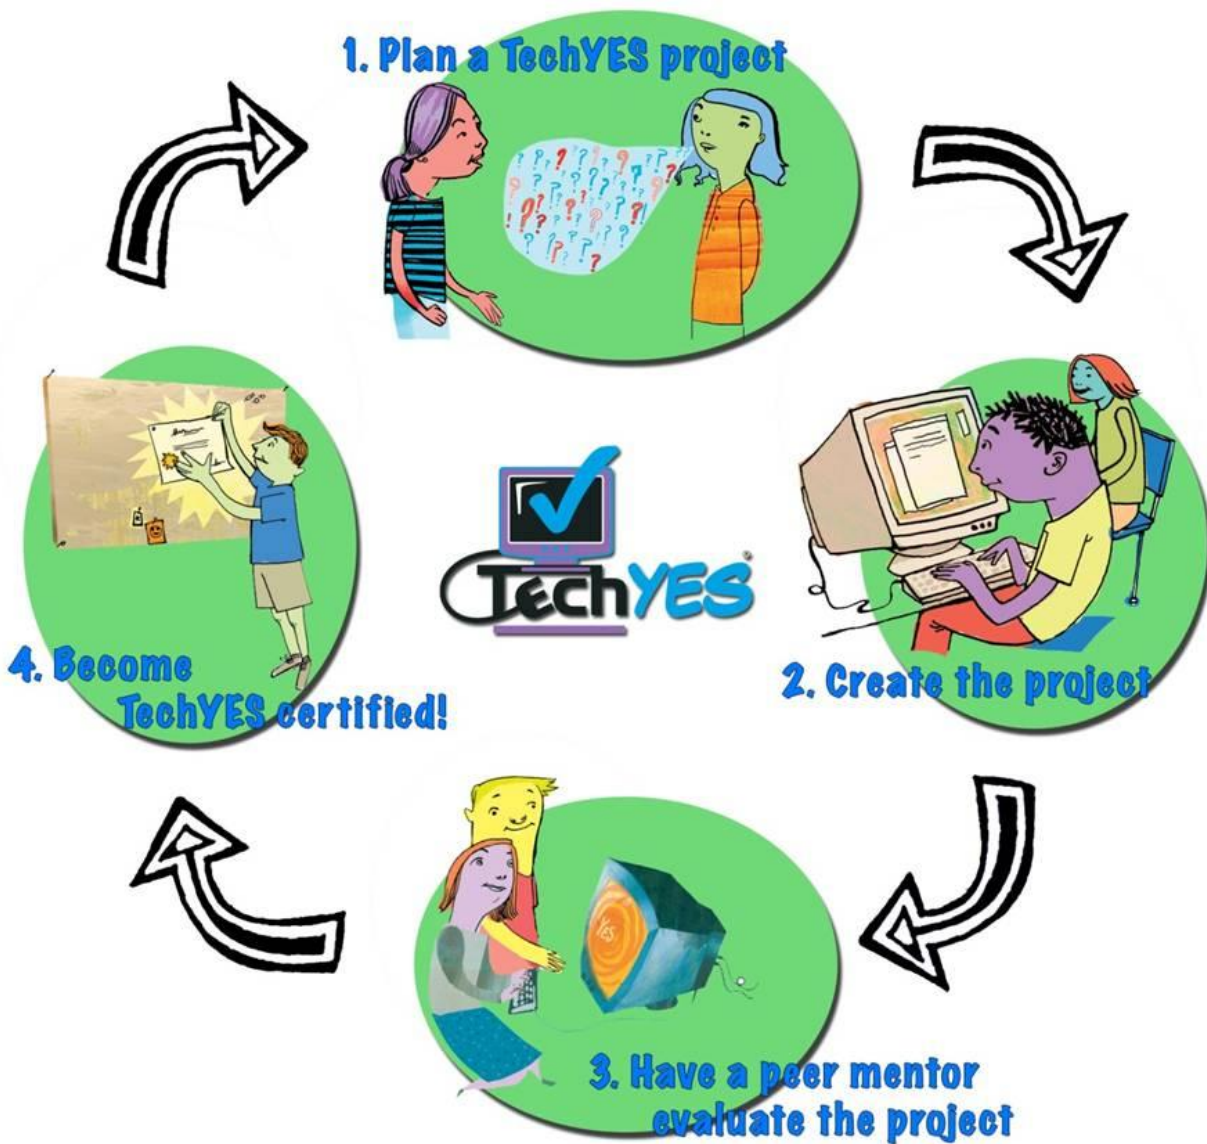 1. Plan a TechYES project
TechYES®
2. Create the project
YES
3. Have a peer mentor
evaluate the project
4. Become
TechYES certified!